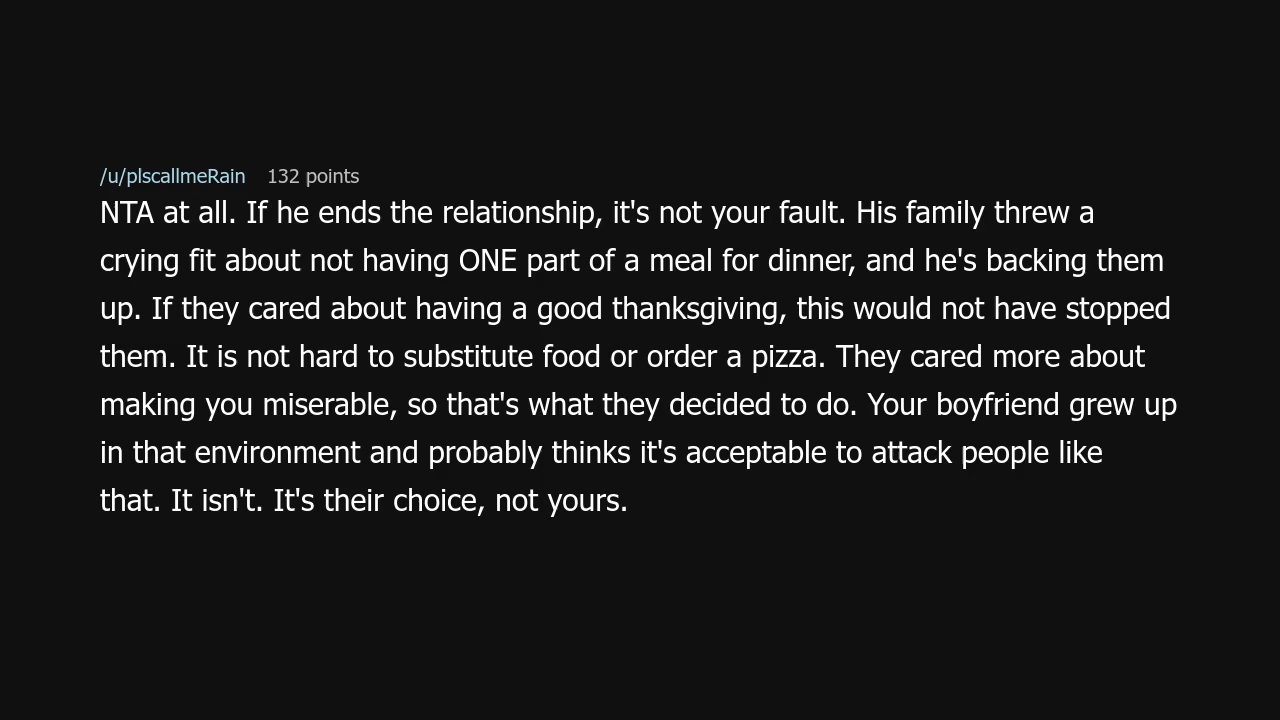 /u/plscallmeRain 132 points
NTA at all. If he ends the relationship, it's not your fault. His family threw a
crying fit about not having ONE part of a meal for dinner, and he's backing them
up. If they cared about having a good thanksgiving, this would not have stopped
them. It is not hard to substitute food or order a pizza. They cared more about
making you miserable, so that's what they decided to do. Your boyfriend grew up
in that environment and probably thinks it's acceptable to attack people like
that. It isn't. It's their choice, not yours.